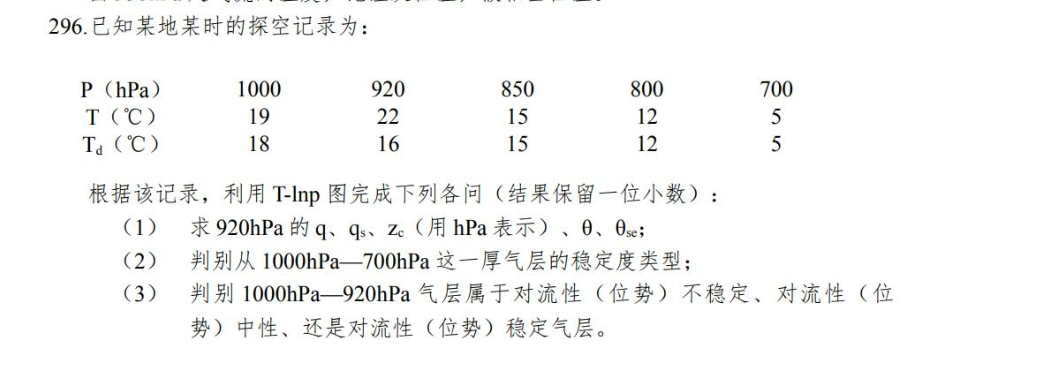 296.已知某地某时的探空记录为：
P（hPa） 1000 920 850 800 700
T（℃） 19 22 15 12 5
Td（℃） 18 16 15 12 5
根据该记录，利用 T-lnp 图完成下列各问（结果保留一位小数）：
（1） 求 920hPa 的 q、qs、zc（用 hPa 表示）、θ、θse；
（2） 判别从 1000hPa—700hPa 这一厚气层的稳定度类型；
（3） 判别 1000hPa—920hPa 气层属于对流性（位势）不稳定、对流性（位
势）中性、还是对流性（位势）稳定气层。